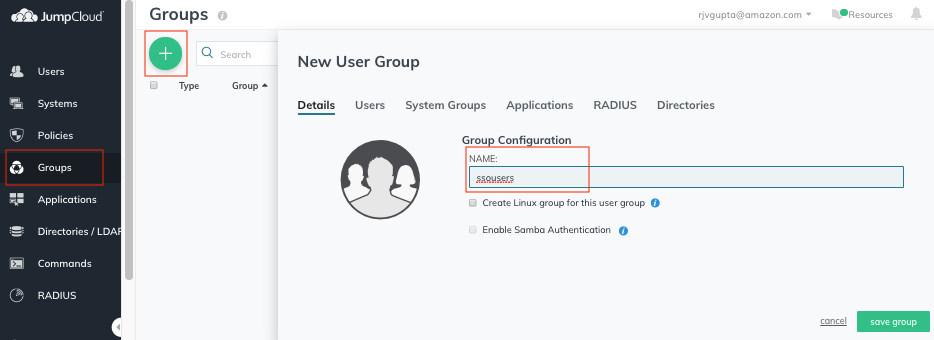 JumpCloud
Users
Systems
Policies
Groups
Applications
Directories / LDAP
Commands
RADIUS
Groups
rjvgupta@amazon.com
Resources
Search
Type
Group
New User Group
Details
Users
System Groups
Applications
RADIUS
Directories
Group Configuration
NAME:
ssousers
Create Linux group for this user group
Enable Samba Authentication
cancel
save group